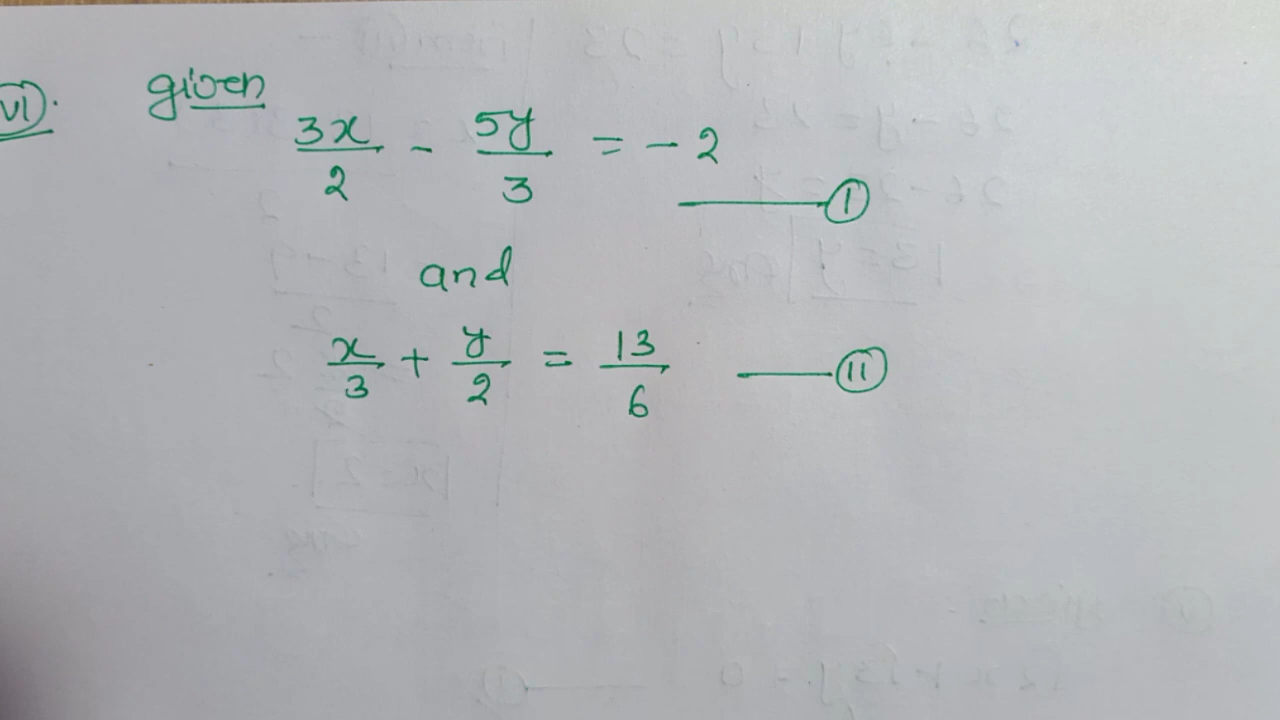 VI). given
3x/2 - 5y/3 = -2 ——— (I)
and
x/3 + y/2 = 13/6 ——— (II)